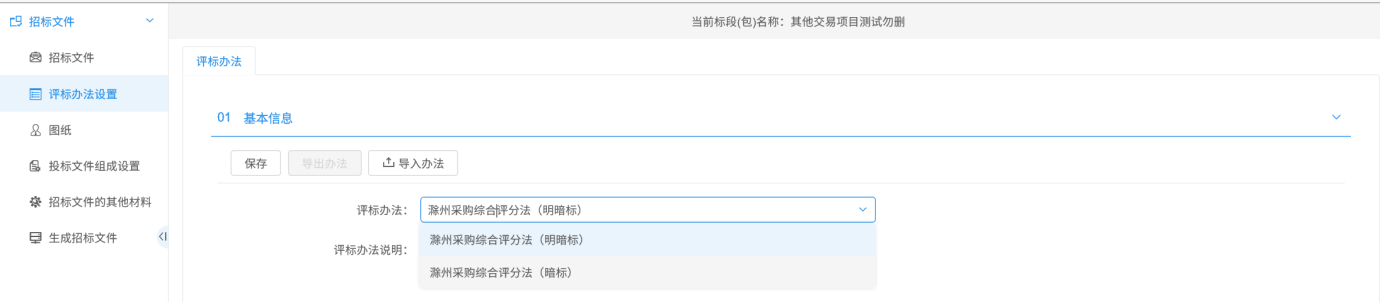 招标文件
当前标段(包)名称：其他交易项目测试勿删
招标文件
评标办法设置
图纸
投标文件组成设置
招标文件的其他材料
生成招标文件
评标办法
01 基本信息
保存 导出办法 导入办法
评标办法： 滁州采购综合评分法（明暗标）
滁州采购综合评分法（明暗标）
评标办法说明：
滁州采购综合评分法（暗标）